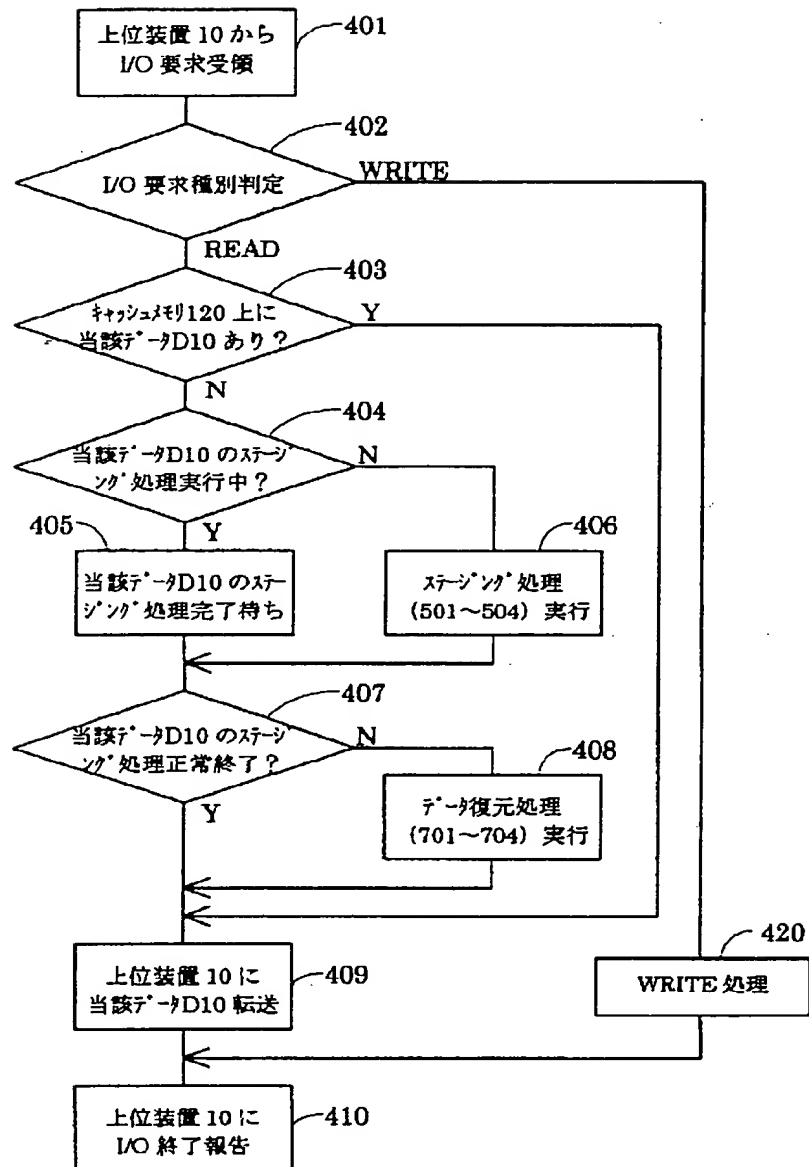 上位装置 10 から
I/O 要求受領
401
402
I/O 要求種別判定
WRITE
READ
403
ｷｬｯｼｭﾒﾓﾘ120 上に
当該ﾃﾞｰﾀD10 あり？
Y
N
404
当該ﾃﾞｰﾀD10 のｽﾃｰｼﾞ
ﾝｸﾞ処理実行中？
N
Y
405
当該ﾃﾞｰﾀD10 のｽﾃｰ
ｼﾞﾝｸﾞ処理完了待ち
406
ｽﾃｰｼﾞﾝｸﾞ処理
(501～504) 実行
407
当該ﾃﾞｰﾀD10 のｽﾃｰｼﾞ
ﾝｸﾞ処理正常終了？
N
Y
408
ﾃﾞｰﾀ復元処理
(701～704) 実行
上位装置 10 に
当該ﾃﾞｰﾀD10 転送
409
420
WRITE 処理
上位装置 10 に
I/O 終了報告
410